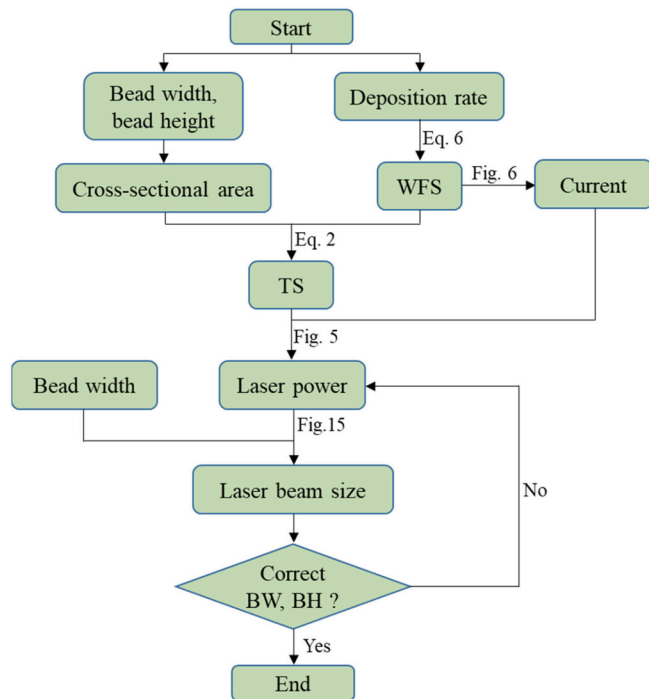 Start
Bead width,
bead height
Deposition rate
Eq. 6
Cross-sectional area
WFS
Fig. 6
Current
Eq. 2
TS
Fig. 5
Bead width
Laser power
Fig.15
Laser beam size
No
Correct
BW, BH ?
Yes
End